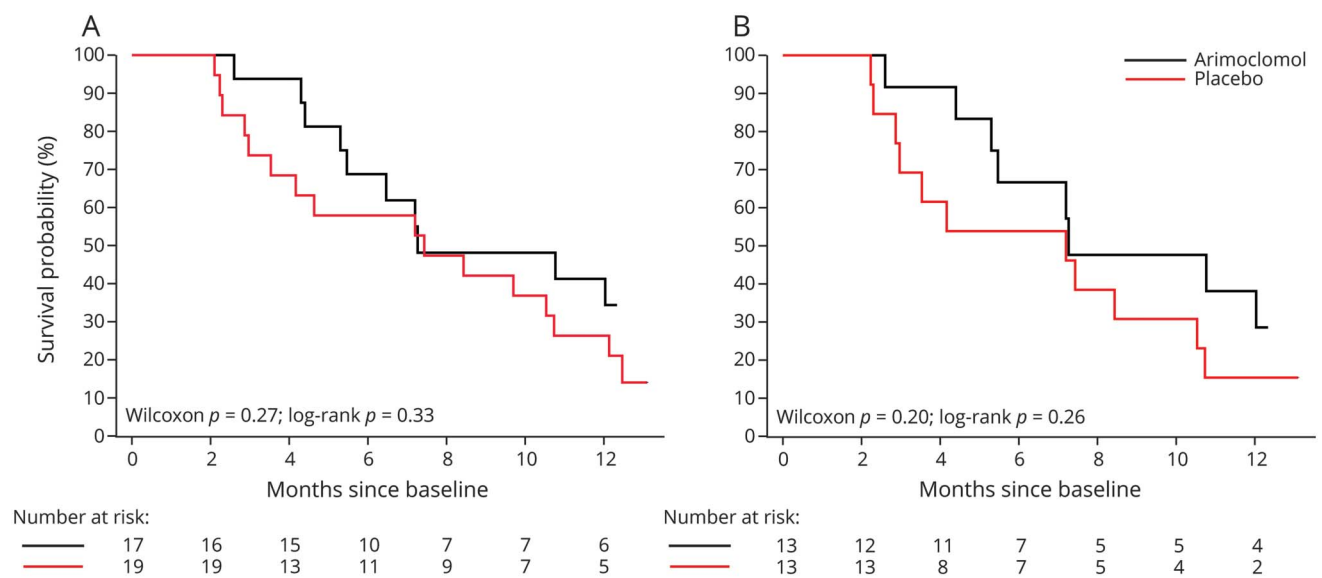 A
B
100
90
80
70
60
50
40
30
20
10
0
Survival probability (%)
Wilcoxon p = 0.27; log-rank p = 0.33
0 2 4 6 8 10 12
Months since baseline
100
90
80
70
60
50
40
30
20
10
0
Arimoclomol
Placebo
Wilcoxon p = 0.20; log-rank p = 0.26
0 2 4 6 8 10 12
Months since baseline
Number at risk:
17 16 15 10 7 7 6
19 19 13 11 9 7 5
Number at risk:
13 12 11 7 5 5 4
13 13 8 7 5 4 2